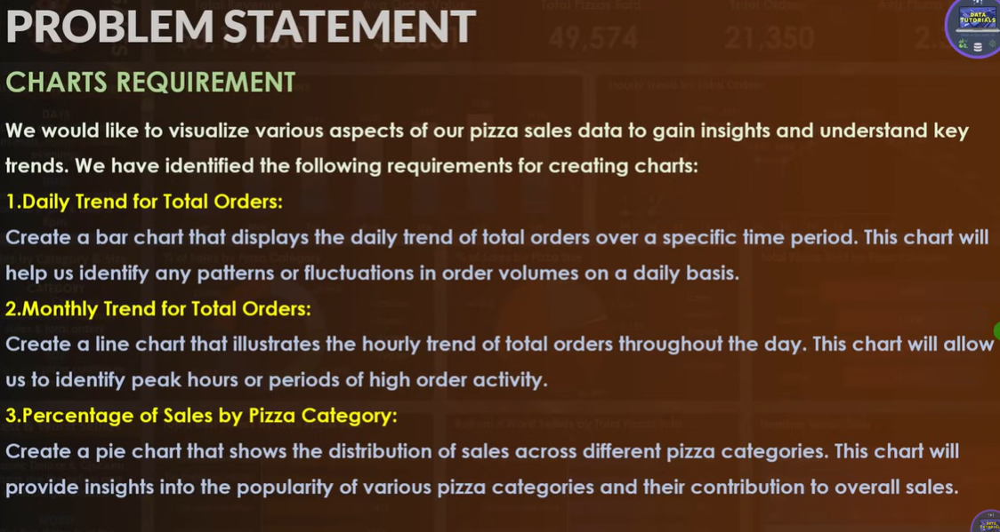 PROBLEM STATEMENT
49,574
21,350
DATA
TUTORIALS
CHARTS REQUIREMENT
We would like to visualize various aspects of our pizza sales data to gain insights and understand key
trends. We have identified the following requirements for creating charts:
1.Daily Trend for Total Orders:
Create a bar chart that displays the daily trend of total orders over a specific time period. This chart will
help us identify any patterns or fluctuations in order volumes on a daily basis.
2.Monthly Trend for Total Orders:
Create a line chart that illustrates the hourly trend of total orders throughout the day. This chart will allow
us to identify peak hours or periods of high order activity.
3.Percentage of Sales by Pizza Category:
Create a pie chart that shows the distribution of sales across different pizza categories. This chart will
provide insights into the popularity of various pizza categories and their contribution to overall sales.